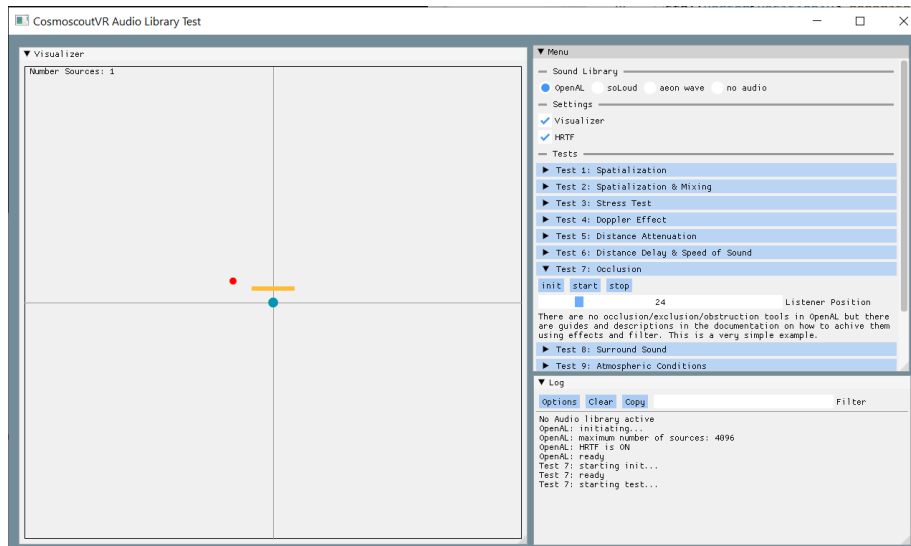 CosmoscoutVR Audio Library Test
Visualizer
Number Sources: 1
Menu
Sound Library
OpenAL soLoud aeon wave no audio
Settings
Visualizer
HRTF
Tests
Test 1: Spatialization
Test 2: Spatialization & Mixing
Test 3: Stress Test
Test 4: Doppler Effect
Test 5: Distance Attenuation
Test 6: Distance Delay & Speed of Sound
Test 7: Occlusion
init start stop
24 Listener Position
There are no occlusion/exclusion/obstruction tools in OpenAL but there
are guides and descriptions in the documentation on how to achive them
using effects and filter. This is a very simple example.
Test 8: Surround Sound
Test 9: Atmospheric Conditions
Log
Options Clear Copy Filter
No Audio library active
OpenAL: initiating...
OpenAL: maximum number of sources: 4096
OpenAL: HRTF is ON
OpenAL: ready
Test 7: starting init...
Test 7: ready
Test 7: starting test...